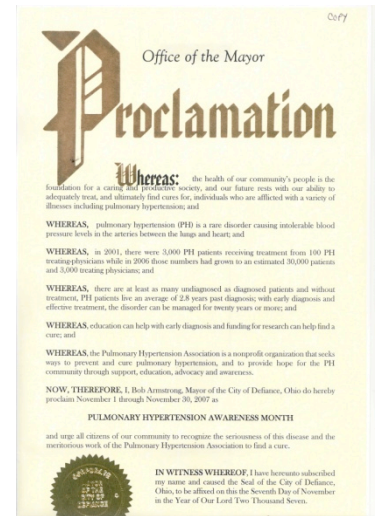 COPY
Office of the Mayor
Proclamation
Whereas: the health of our community's people is the
foundation for a caring and productive society, and our future rests with our ability to
adequately treat, and ultimately find cures for, individuals who are afflicted with a variety of
illnesses including pulmonary hypertension; and
WHEREAS, pulmonary hypertension (PH) is a rare disorder causing intolerable blood
pressure levels in the arteries between the lungs and heart; and
WHEREAS, in 2001, there were 3,000 PH patients receiving treatment from 100 PH
treating-physicians while in 2006 those numbers had grown to an estimated 30,000 patients
and 3,000 treating physicians; and
WHEREAS, there are at least as many undiagnosed as diagnosed patients and without
treatment, PH patients live an average of 2.8 years past diagnosis; with early diagnosis and
effective treatment, the disorder can be managed for twenty years or more; and
WHEREAS, education can help with early diagnosis and funding for research can help find a
cure; and
WHEREAS, the Pulmonary Hypertension Association is a nonprofit organization that seeks
ways to prevent and cure pulmonary hypertension, and to provide hope for the PH
community through support, education, advocacy and awareness.
NOW, THEREFORE, I, Bob Armstrong, Mayor of the City of Defiance, Ohio do hereby
proclaim November 1 through November 30, 2007 as
PULMONARY HYPERTENSION AWARENESS MONTH
and urge all citizens of our community to recognize the seriousness of this disease and the
meritorious work of the Pulmonary Hypertension Association to find a cure.
IN WITNESS WHEREOF, I have hereunto subscribed
my name and caused the Seal of the City of Defiance,
Ohio, to be affixed on this the Seventh Day of November
in the Year of Our Lord Two Thousand Seven.